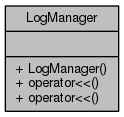 LogManager
+ LogManager()
+ operator<<()
+ operator<<()